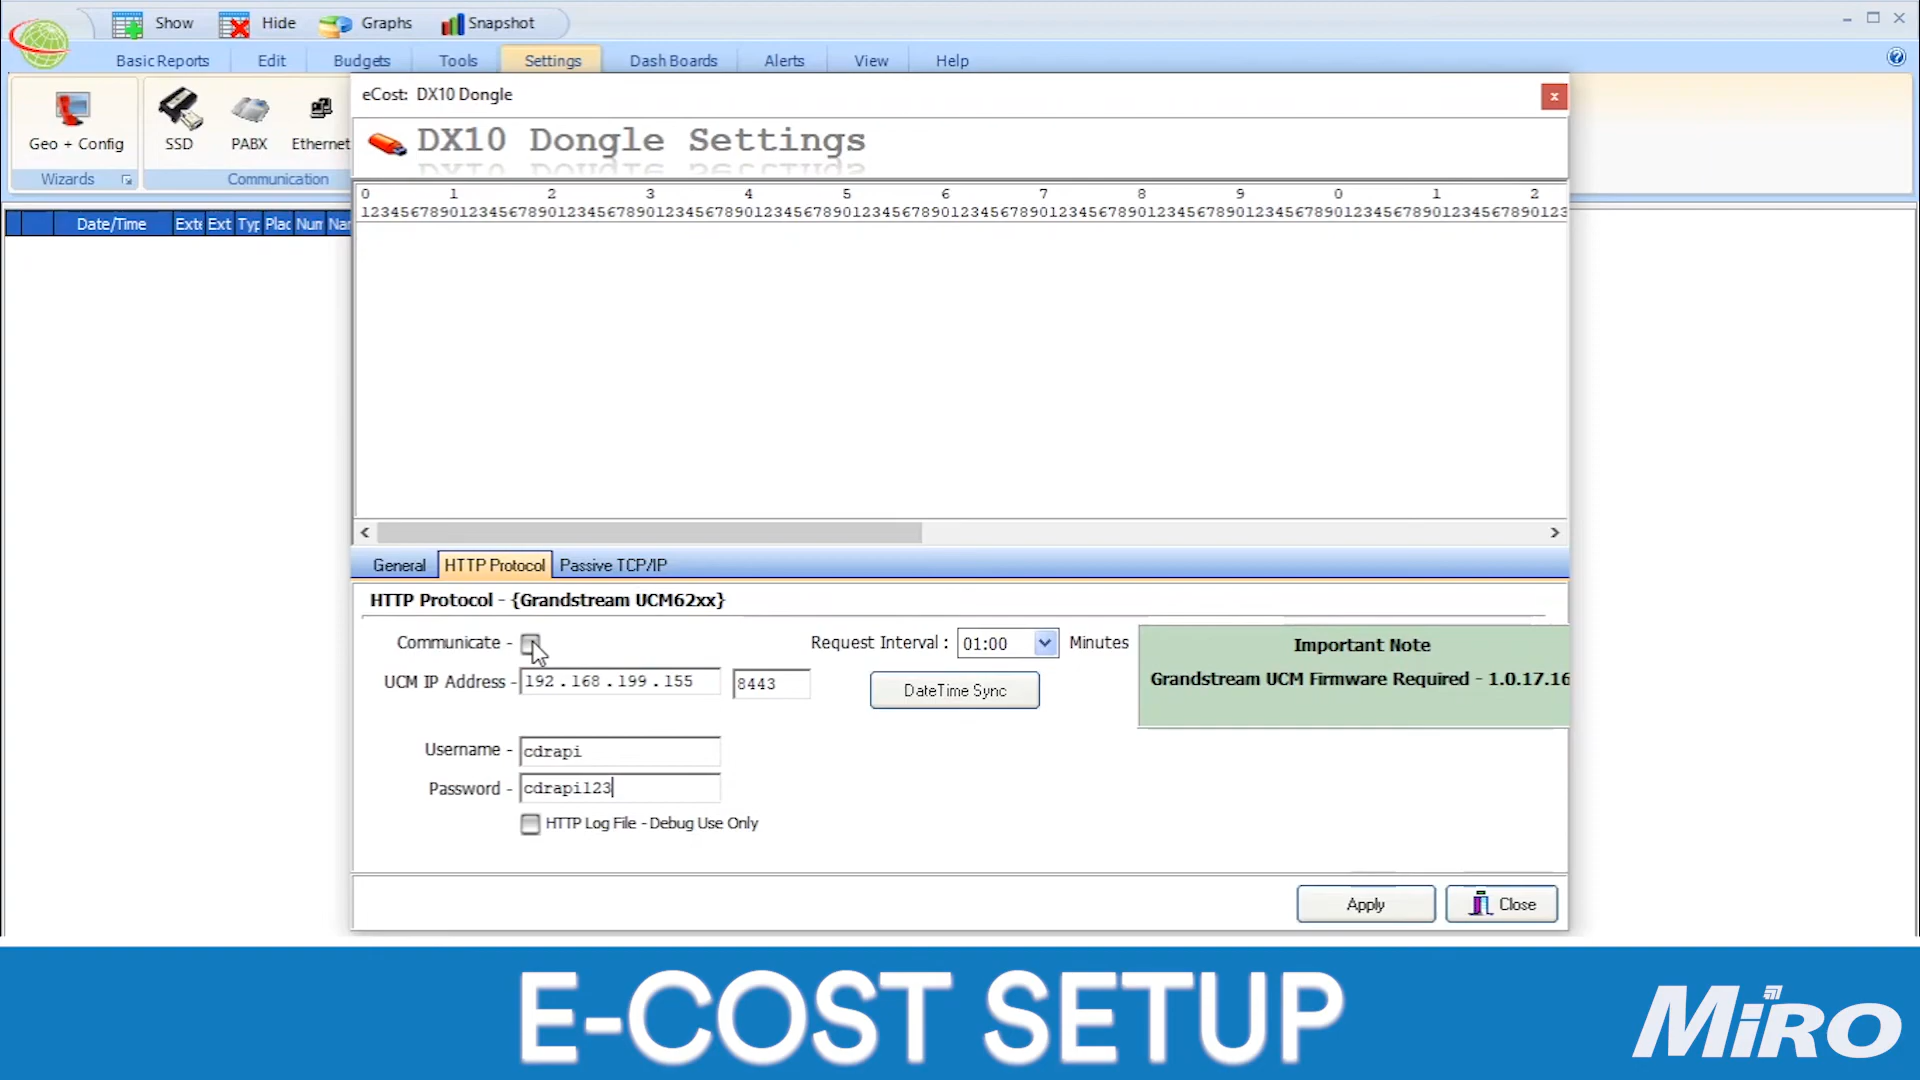 Show Hide Graphs Snapshot
Basic Reports Edit Budgets Tools Settings Dash Boards Alerts View Help
eCost: DX10 Dongle
Geo + Config SSD PABX Ethernet
DX10 Dongle Settings
Wizards Communication
0 1 2 3 4 5 6 7 8 9 0 1 2
123456789012345678901234567890123456789012345678901234567890123456789012345678901234567890123456789012345678901234567890123
Date/Time Ext Typ Plac Num Nar
General HTTP Protocol Passive TCP/IP
HTTP Protocol - {Grandstream UCM62xx}
Communicate - Request Interval : 01:00 Minutes
Important Note
UCM IP Address - 192 . 168 . 199 . 155 8443 DateTime Sync
Grandstream UCM Firmware Required - 1.0.17.16
Username - cdrapi
Password - cdrapi123
HTTP Log File - Debug Use Only
Apply Close
E-COST SETUP
MiRO